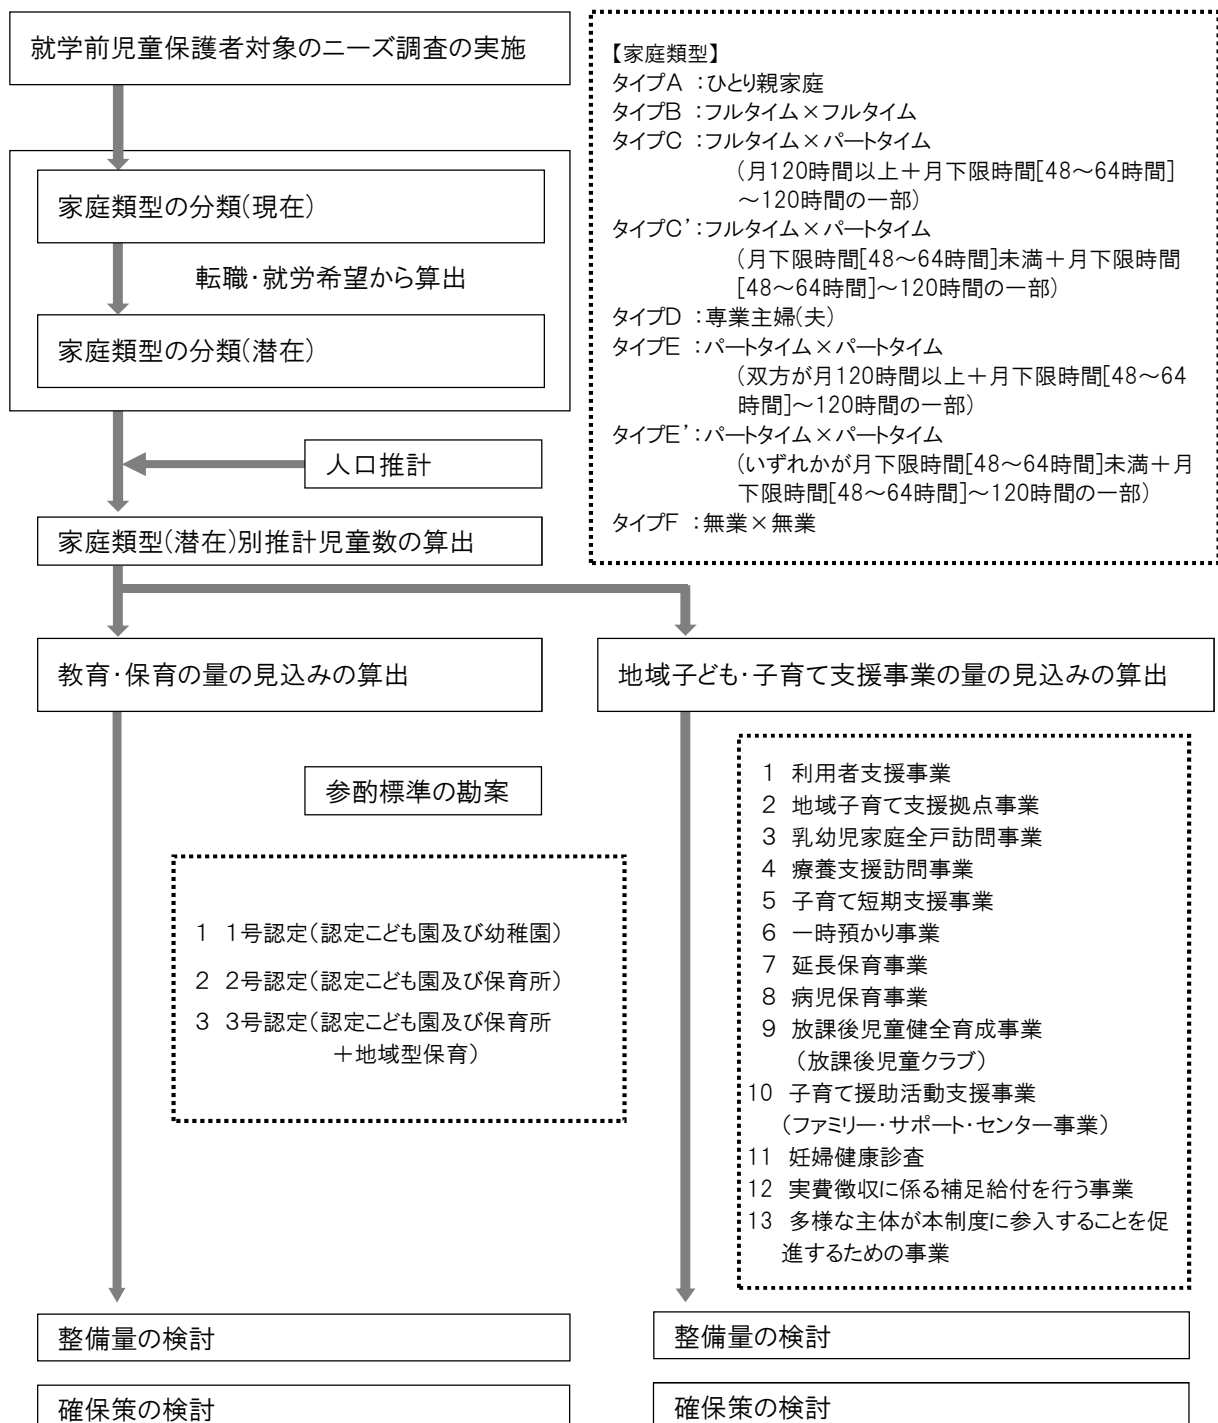 就学前児童保護者対象のニーズ調査の実施
家庭類型の分類(現在)
転職・就労希望から算出
家庭類型の分類(潜在)
人口推計
家庭類型(潜在)別推計児童数の算出
【家庭類型】
タイプA ：ひとり親家庭
タイプB ：フルタイム×フルタイム
タイプC ：フルタイム×パートタイム
（月120時間以上＋月下限時間[48～64時間]
～120時間の一部）
タイプC’：フルタイム×パートタイム
（月下限時間[48～64時間]未満＋月下限時間
[48～64時間]～120時間の一部）
タイプD ：専業主婦(夫)
タイプE ：パートタイム×パートタイム
（双方が月120時間以上＋月下限時間[48～64
時間]～120時間の一部）
タイプE’：パートタイム×パートタイム
（いずれかが月下限時間[48～64時間]未満＋月
下限時間[48～64時間]～120時間の一部）
タイプF ：無業×無業
教育・保育の量の見込みの算出
参酌標準の勘案
1 1号認定（認定こども園及び幼稚園）
2 2号認定（認定こども園及び保育所）
3 3号認定（認定こども園及び保育所
＋地域型保育）
整備量の検討
確保策の検討
地域子ども・子育て支援事業の量の見込みの算出
1 利用者支援事業
2 地域子育て支援拠点事業
3 乳幼児家庭全戸訪問事業
4 療養支援訪問事業
5 子育て短期支援事業
6 一時預かり事業
7 延長保育事業
8 病児保育事業
9 放課後児童健全育成事業
（放課後児童クラブ）
10 子育て援助活動支援事業
（ファミリー・サポート・センター事業）
11 妊婦健康診査
12 実費徴収に係る補足給付を行う事業
13 多様な主体が本制度に参入することを促
進するための事業
整備量の検討
確保策の検討